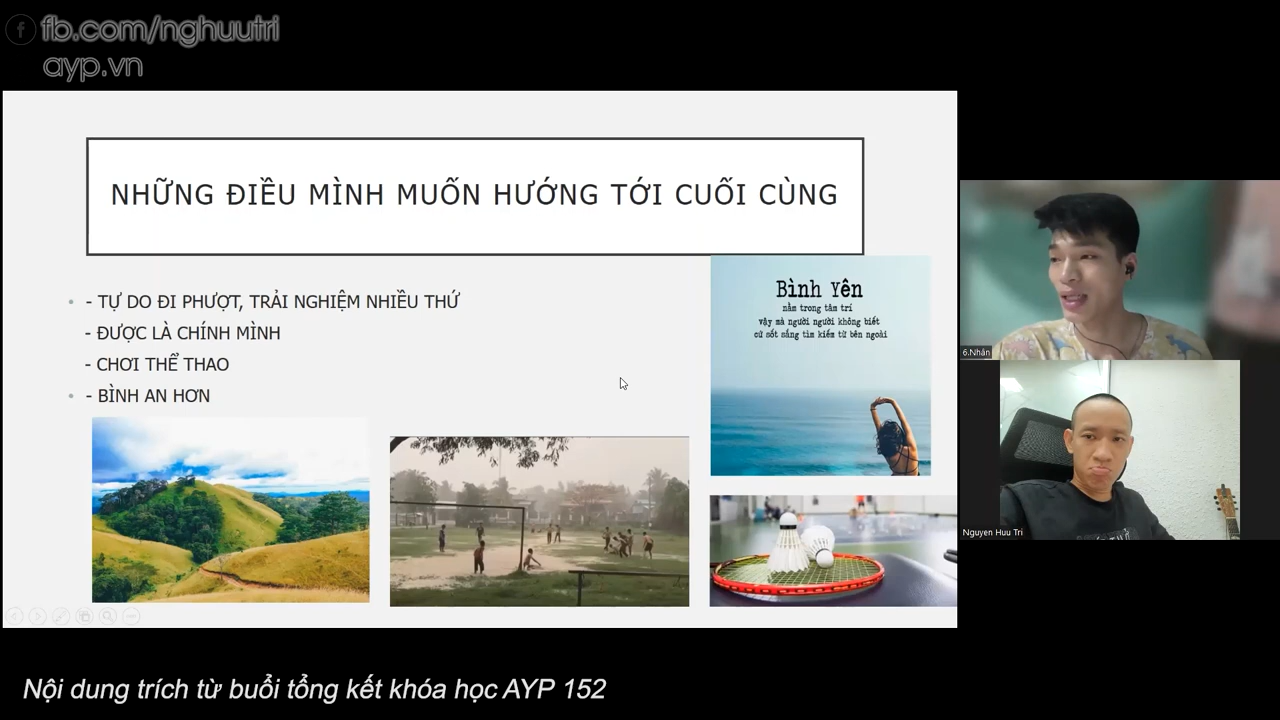 fb.com/nghuutri
ayp.vn
NHỮNG ĐIỀU MÌNH MUỐN HƯỚNG TỚI CUỐI CÙNG
- TỰ DO ĐI PHƯỢT, TRẢI NGHIỆM NHIỀU THỨ
- ĐƯỢC LÀ CHÍNH MÌNH
- CHƠI THỂ THAO
- BÌNH AN HƠN
Bình Yên
nằm trong tâm trí
vậy mà người người không biết
cứ sốt sắng tìm kiếm từ bên ngoài
6.Nhân
Nguyen Huu Tri
Nội dung trích từ buổi tổng kết khóa học AYP 152